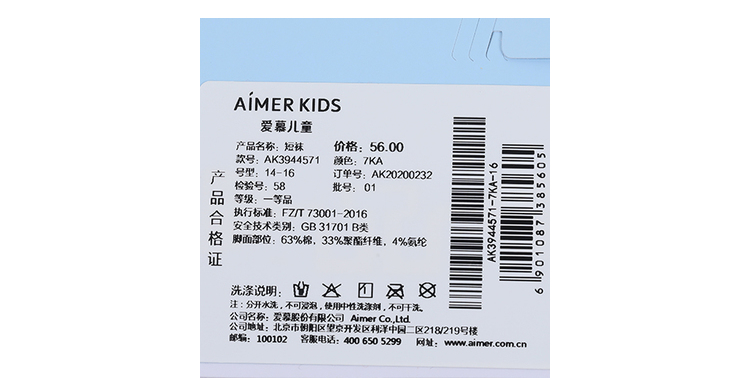 AiMER KIDS
爱慕儿童
产品合格证
产品名称: 短袜 价格: 56.00
款号: AK3944571 颜色: 7KA
号型: 14-16 订单号: AK20200232
检验号: 58 批号: 01
等级: 一等品
执行标准: FZ/T 73001-2016
安全技术类别: GB 31701 B类
脚面部位: 63%棉, 33%聚酯纤维, 4%氨纶
洗涤说明:
注: 分开水洗, 不可浸泡, 使用中性洗涤剂, 不可干洗。
公司名称: 爱慕股份有限公司 Aimer Co.,Ltd.
公司地址: 北京市朝阳区望京开发区利泽中园二区218/219号楼
邮编: 100102 客服电话: 400 650 5299 网址: www.aimer.com.cn
AK3944571-7KA-16
6 901087 385605